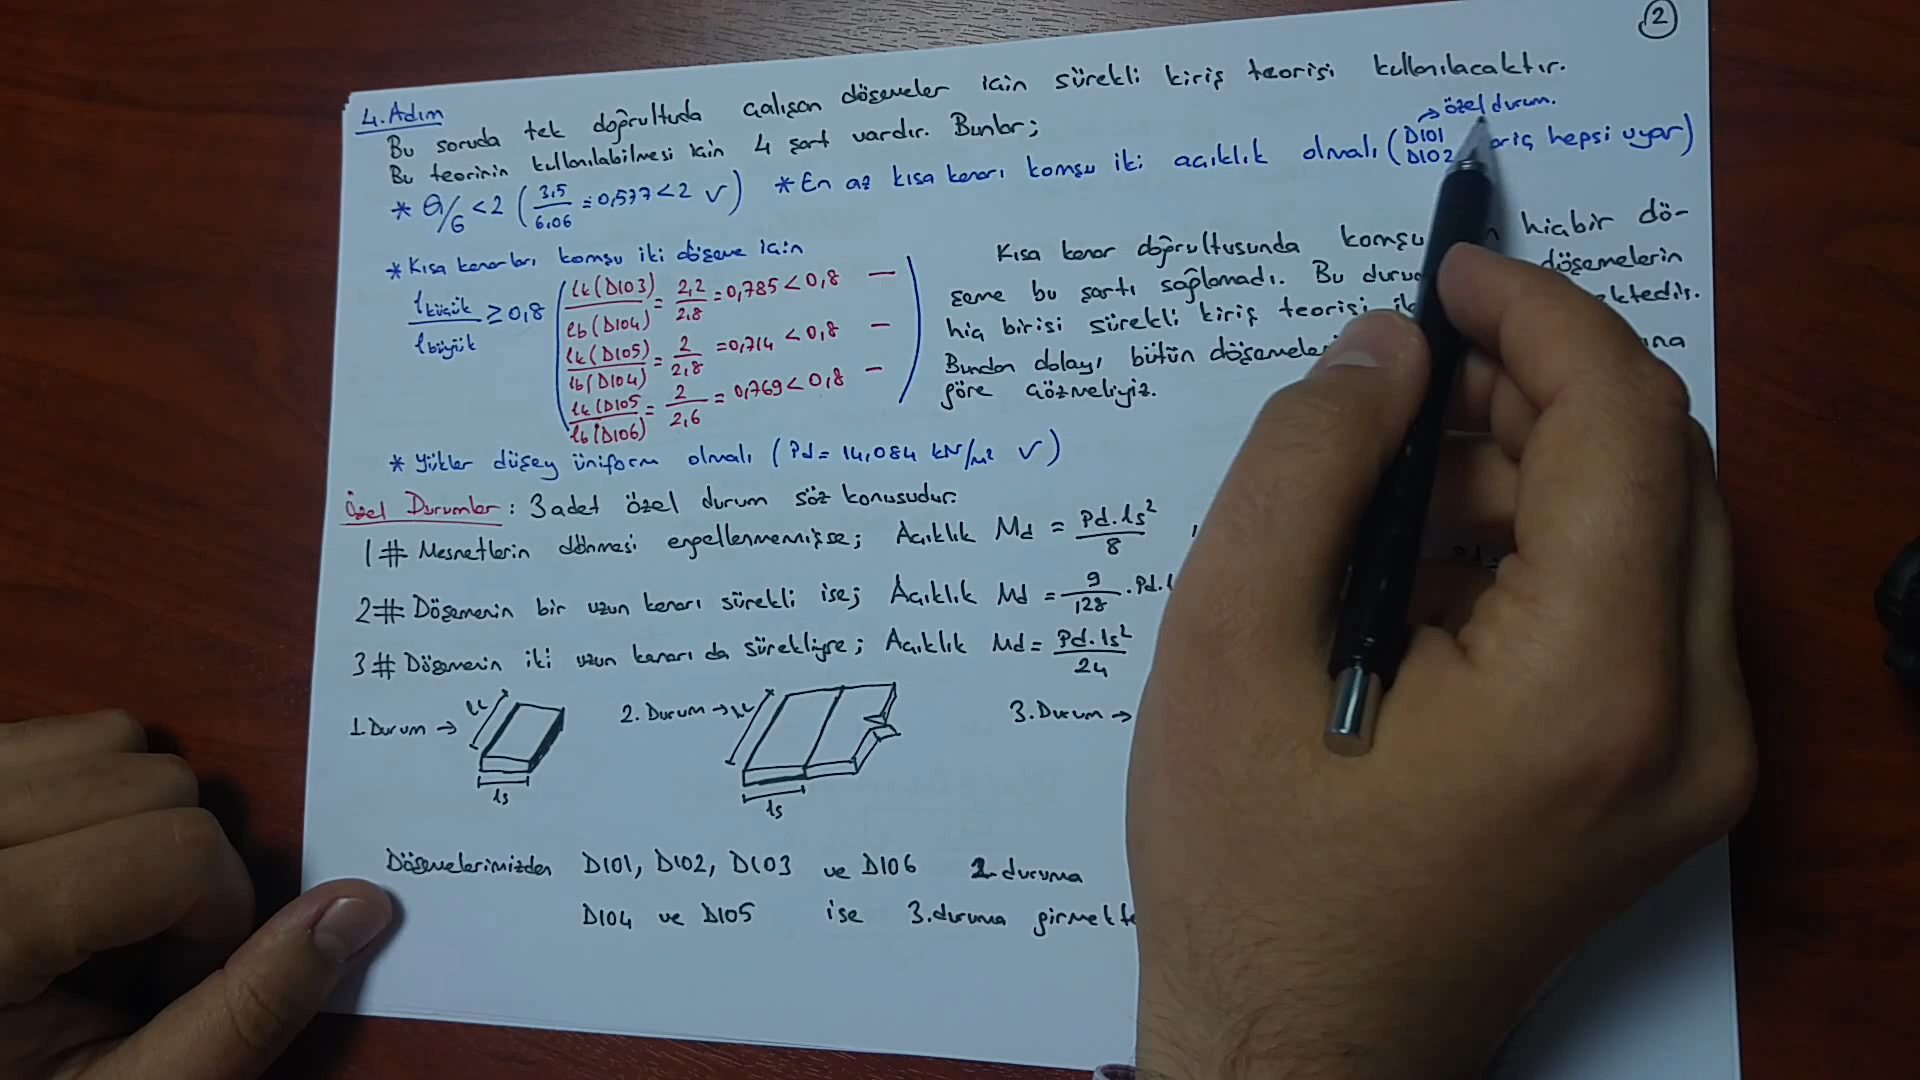 2
4. Adım
Bu soruda tek doğrultuda çalışan döşemeler için sürekli kiriş teorisi kullanılacaktır.
Bu teorinin kullanılabilmesi için 4 şart vardır. Bunlar;
→ özel durum.
* Q/G < 2 (3,5/6,06 = 0,577 < 2 ✓) * En az kısa kenarı komşu iki açıklık olmalı (D101 D102 hepsi uyar)
* Kısa kenarları komşu iki döşeme için
lküçük/lbüyük ≥ 0,8
lk(D103)/lb(D104) = 2,2/2,8 = 0,785 < 0,8 —
lk(D105)/lb(D104) = 2/2,8 = 0,714 < 0,8 —
lk(D105/lb(D106) = 2/2,6 = 0,769 < 0,8 —
Kısa kenar doğrultusunda komşu hiçbir dö-
şeme bu şartı sağlamadı. Bu döşemelerin
hiç birisi sürekli kiriş teorisi
Bundan dolayı bütün
göre çözmeliyiz.
* Yükler düşey üniform olmalı (Pd = 14,084 kN/m² ✓)
Özel Durumlar: 3 adet özel durum söz konusudur.
1# Mesnetlerin dönmesi engellenmemişse; Açıklık Md = Pd.ls²/8
2# Döşemenin bir uzun kenarı sürekli ise; Açıklık Md = 9/128 . Pd.
3# Döşemenin iki uzun kenarı da sürekliyse; Açıklık Md = Pd.ls²/24
1. Durum → ls
2. Durum → ls
3. Durum →
Döşemelerimizden D101, D102, D103 ve D106 2. duruma
D104 ve D105 ise 3. duruma